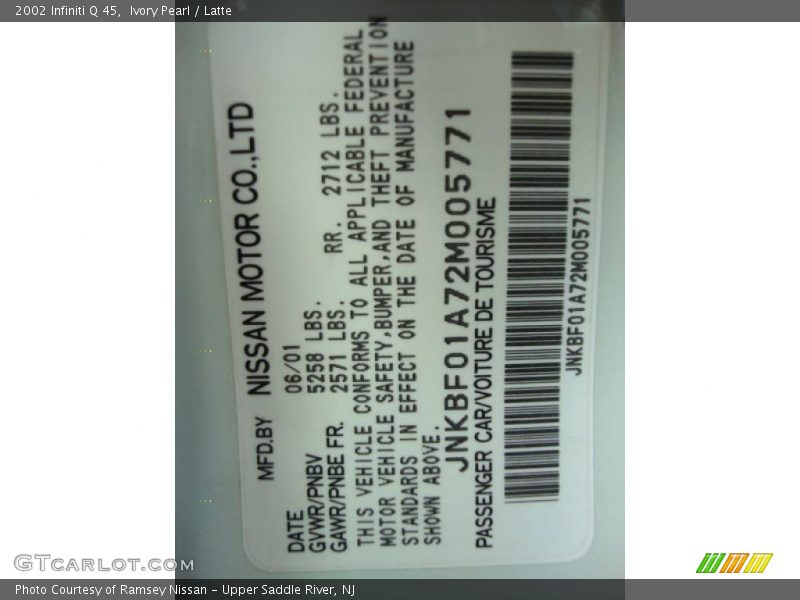 2002 Infiniti Q 45, Ivory Pearl / Latte
MFD.BY NISSAN MOTOR CO.,LTD
DATE 06/01
GVWR/PNBV 5258 LBS.
GAWR/PNBE FR. 2571 LBS. RR. 2712 LBS.
THIS VEHICLE CONFORMS TO ALL APPLICABLE FEDERAL
MOTOR VEHICLE SAFETY,BUMPER,AND THEFT PREVENTION
STANDARDS IN EFFECT ON THE DATE OF MANUFACTURE
SHOWN ABOVE.
JNKBF01A72M005771
PASSENGER CAR/VOITURE DE TOURISME
JNKBF01A72M005771
GTCarLot.com
Photo Courtesy of Ramsey Nissan - Upper Saddle River, NJ